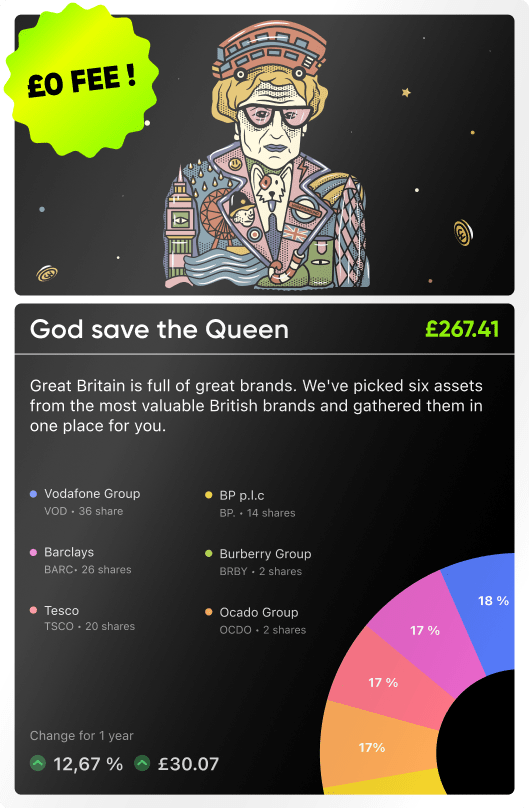 £0 FEE !
God save the Queen
£267.41
Great Britain is full of great brands. We've picked six assets
from the most valuable British brands and gathered them in
one place for you.
Vodafone Group
VOD • 36 share
BP p.l.c
BP. • 14 shares
Barclays
BARC• 26 shares
Burberry Group
BRBY • 2 shares
Tesco
TSCO • 20 shares
Ocado Group
OCDO • 2 shares
18 %
17 %
17 %
17%
Change for 1 year
12,67 %
£30.07